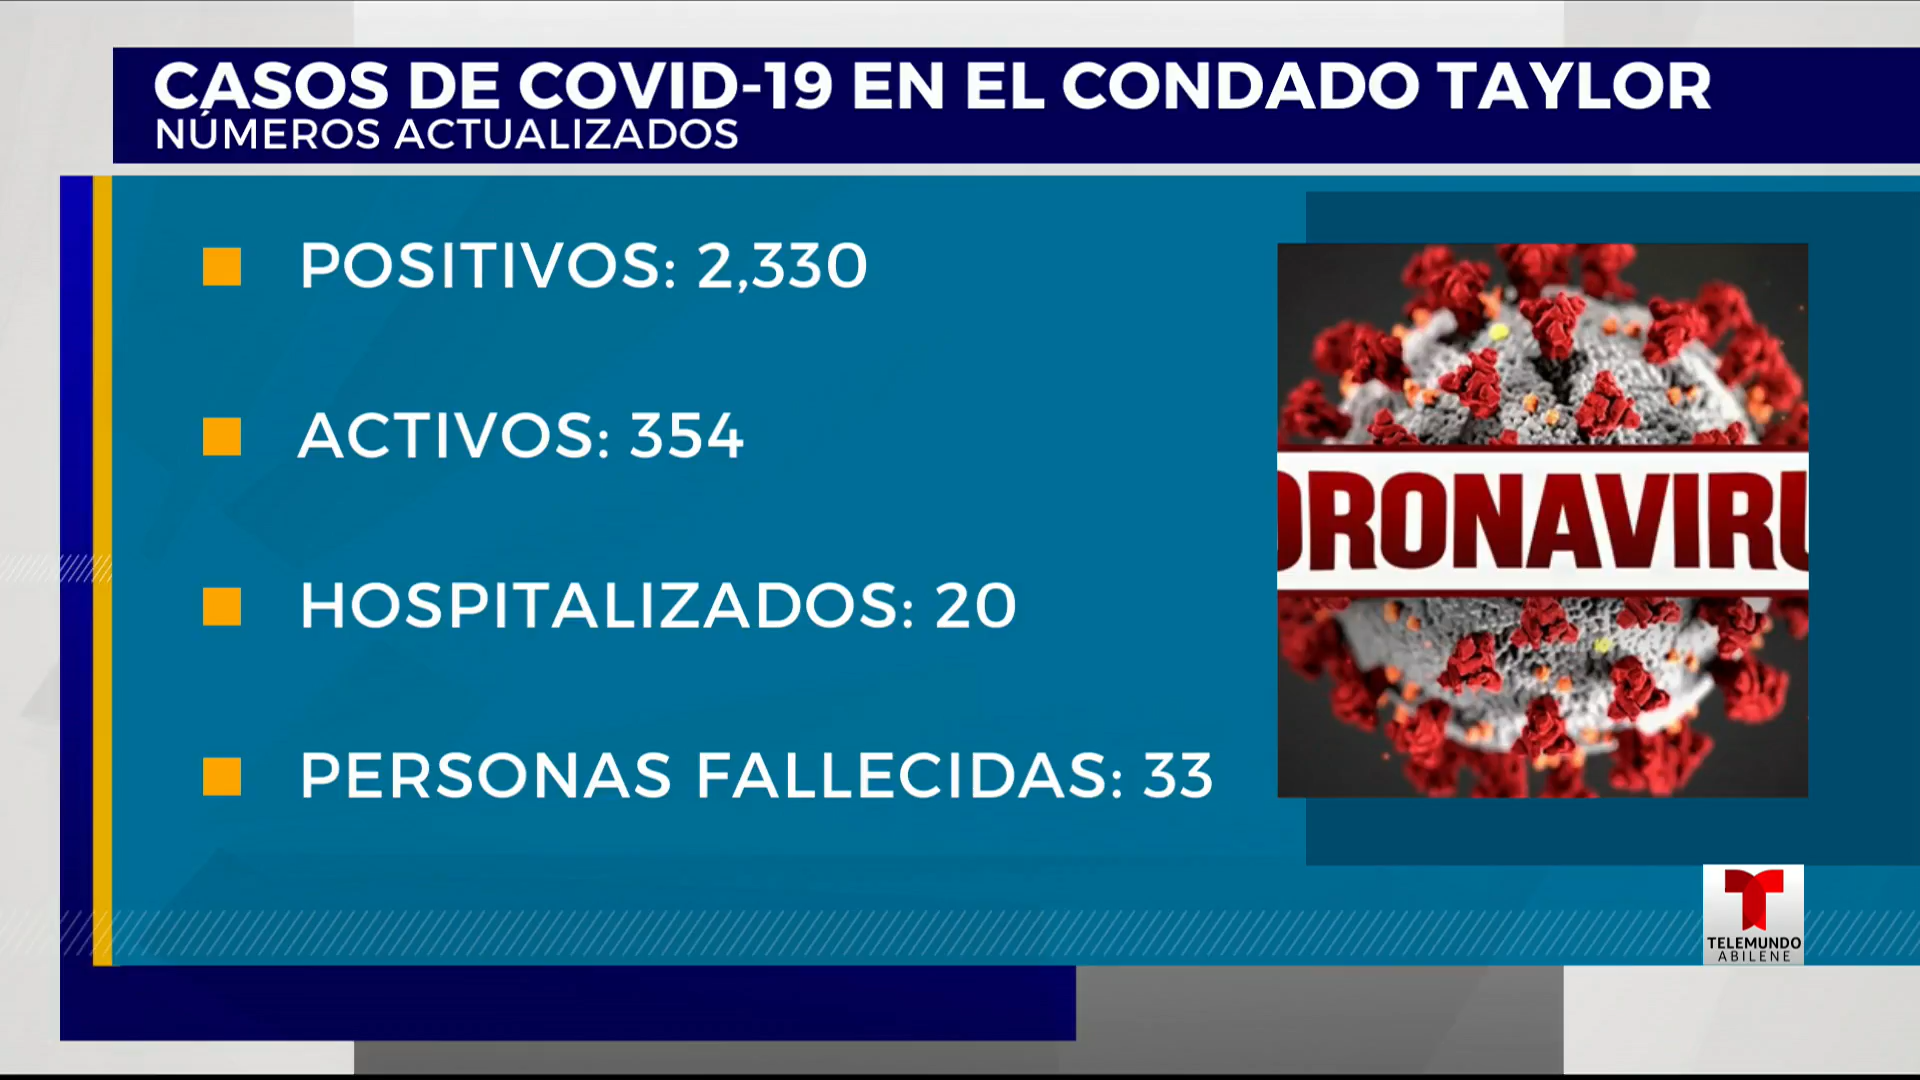 CASOS DE COVID-19 EN EL CONDADO TAYLOR
NÚMEROS ACTUALIZADOS
POSITIVOS: 2,330
ACTIVOS: 354
HOSPITALIZADOS: 20
PERSONAS FALLECIDAS: 33
ORONAVIRU
TELEMUNDO
ABILENE